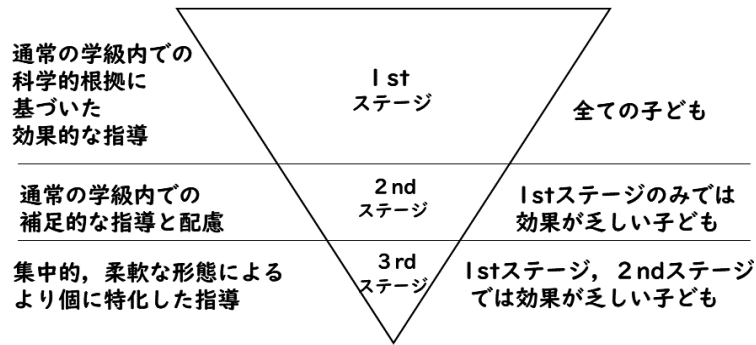 通常の学級内での
科学的根拠に
基づいた
効果的な指導
1st
ステージ
全ての子ども
通常の学級内での
補足的な指導と配慮
2nd
ステージ
1stステージのみでは
効果が乏しい子ども
集中的，柔軟な形態による
より個に特化した指導
3rd
ステージ
1stステージ，2ndステージ
では効果が乏しい子ども